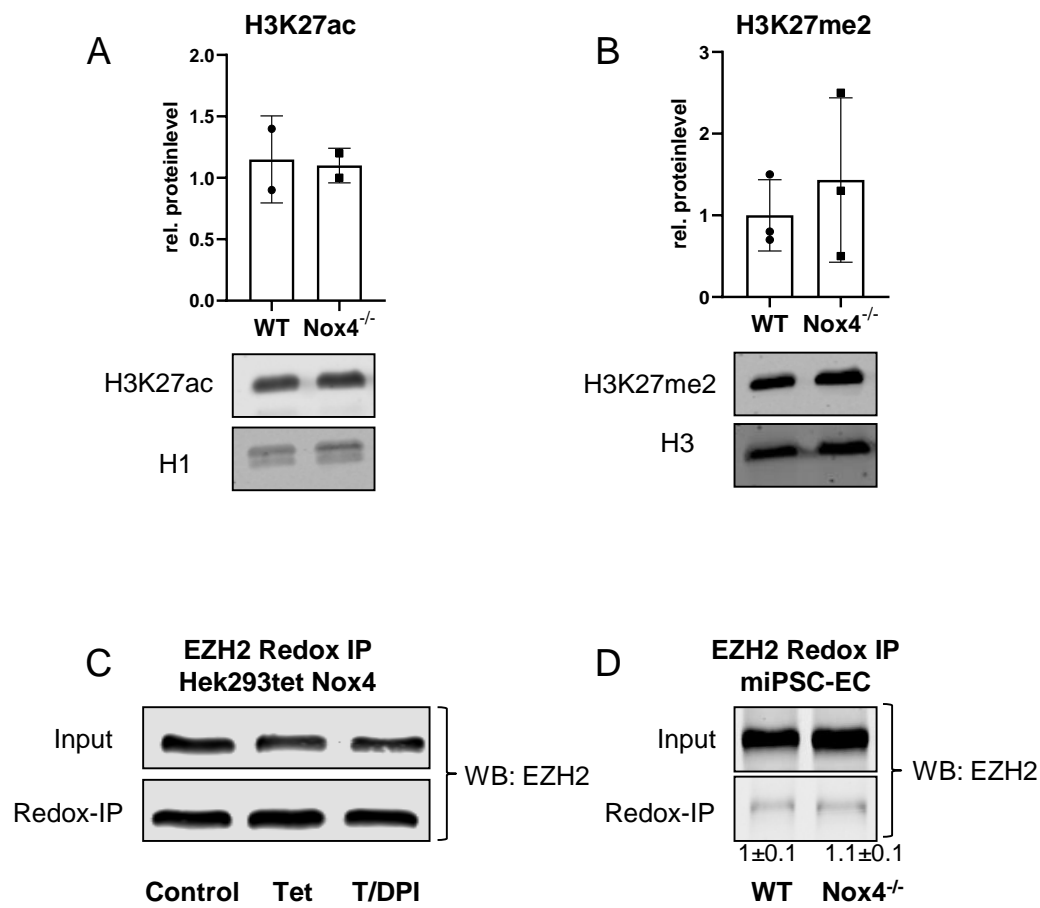 A
H3K27ac
rel. proteinlevel
2.0
1.5
1.0
0.5
0.0
WT Nox4-/-
H3K27ac
H1
B
H3K27me2
rel. proteinlevel
3
2
1
0
WT Nox4-/-
H3K27me2
H3
C
EZH2 Redox IP
Hek293tet Nox4
Input
Redox-IP
WB: EZH2
Control Tet T/DPI
D
EZH2 Redox IP
miPSC-EC
Input
Redox-IP
WB: EZH2
1±0.1 1.1±0.1
WT Nox4-/-